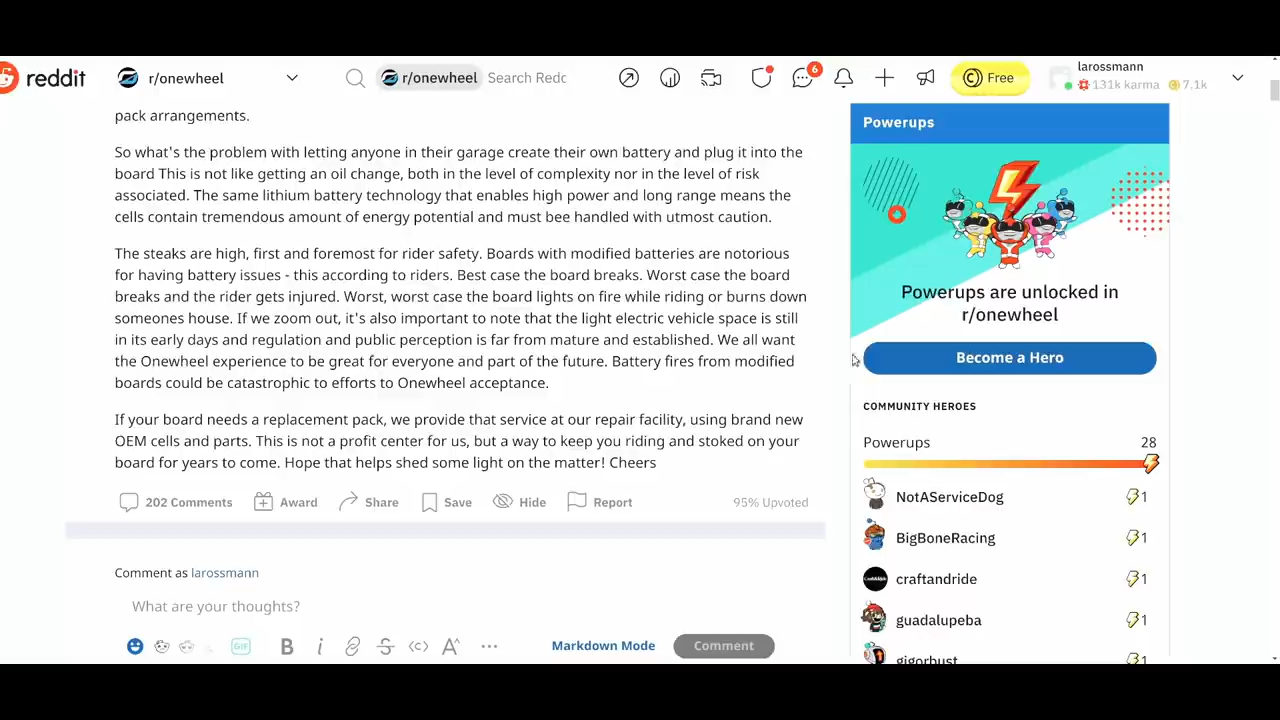 reddit
r/onewheel
r/onewheel Search Redd
6
Free
larossmann
131k karma 7,1k
pack arrangements.
So what's the problem with letting anyone in their garage create their own battery and plug it into the
board This is not like getting an oil change, both in the level of complexity nor in the level of risk
associated. The same lithium battery technology that enables high power and long range means the
cells contain tremendous amount of energy potential and must bee handled with utmost caution.
The steaks are high, first and foremost for rider safety. Boards with modified batteries are notorious
for having battery issues - this according to riders. Best case the board breaks. Worst case the board
breaks and the rider gets injured. Worst, worst case the board lights on fire while riding or burns down
someones house. If we zoom out, it's also important to note that the light electric vehicle space is still
in its early days and regulation and public perception is far from mature and established. We all want
the Onewheel experience to be great for everyone and part of the future. Battery fires from modified
boards could be catastrophic to efforts to Onewheel acceptance.
If your board needs a replacement pack, we provide that service at our repair facility, using brand new
OEM cells and parts. This is not a profit center for us, but a way to keep you riding and stoked on your
board for years to come. Hope that helps shed some light on the matter! Cheers
202 Comments Award Share Save Hide Report 95% Upvoted
Comment as larossmann
What are your thoughts?
GIF B i A ... Markdown Mode Comment
Powerups
Powerups are unlocked in
r/onewheel
Become a Hero
COMMUNITY HEROES
Powerups 28
NotAServiceDog 1
BigBoneRacing 1
craftandride 1
guadalupeba 1
gigorbust 1